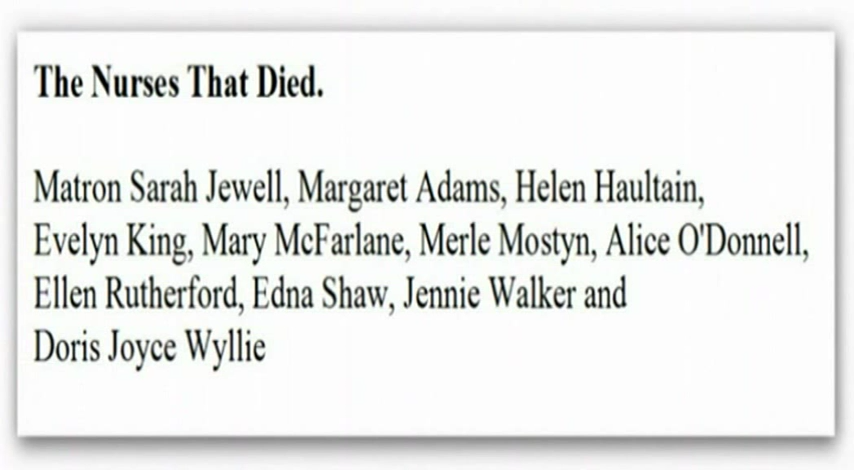 The Nurses That Died.
Matron Sarah Jewell, Margaret Adams, Helen Haultain,
Evelyn King, Mary McFarlane, Merle Mostyn, Alice O'Donnell,
Ellen Rutherford, Edna Shaw, Jennie Walker and
Doris Joyce Wyllie